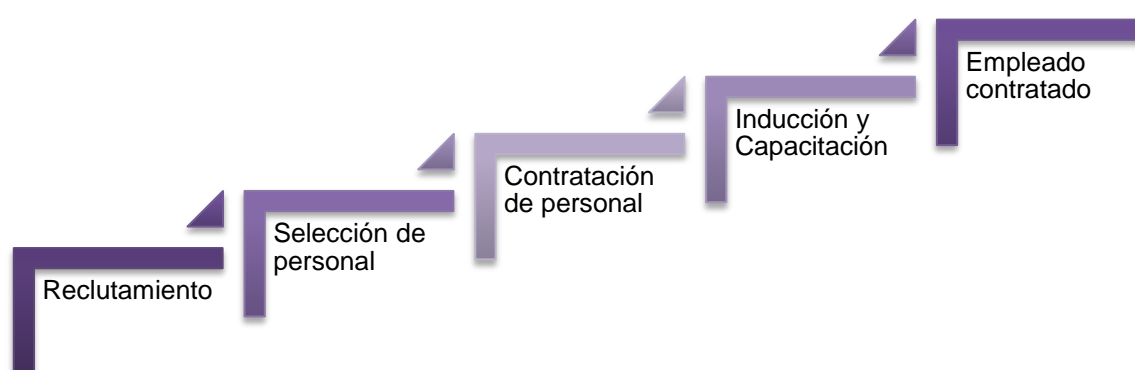 Reclutamiento
Selección de
personal
Contratación
de personal
Inducción y
Capacitación
Empleado
contratado